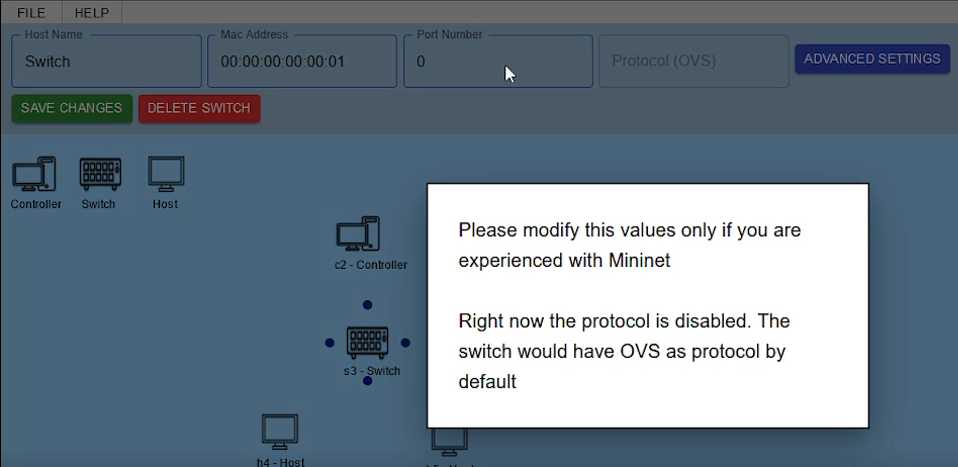 FILE HELP
Host Name Mac Address Port Number
Switch 00:00:00:00:00:01 0 Protocol (OVS) ADVANCED SETTINGS
SAVE CHANGES DELETE SWITCH
Controller Switch Host
c2 - Controller
s3 - Switch
h4 - Host
Please modify this values only if you are
experienced with Mininet
Right now the protocol is disabled. The
switch would have OVS as protocol by
default